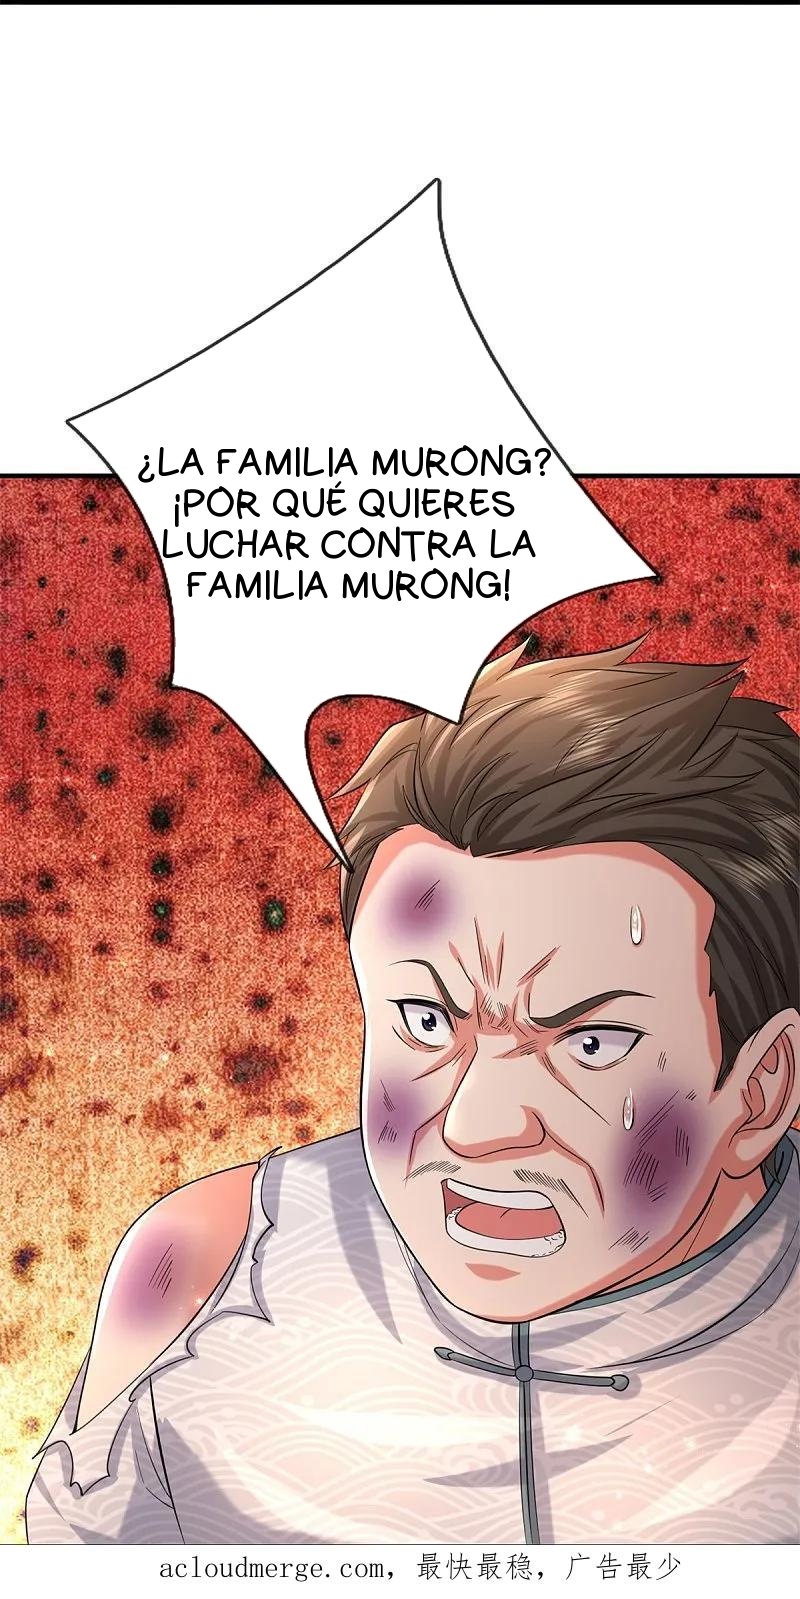 ¿LA FAMILIA MURONG?
¡POR QUÉ QUIERES
LUCHAR CONTRA LA
FAMILIA MURONG!
acloudmerge.com, 最快最稳，广告最少